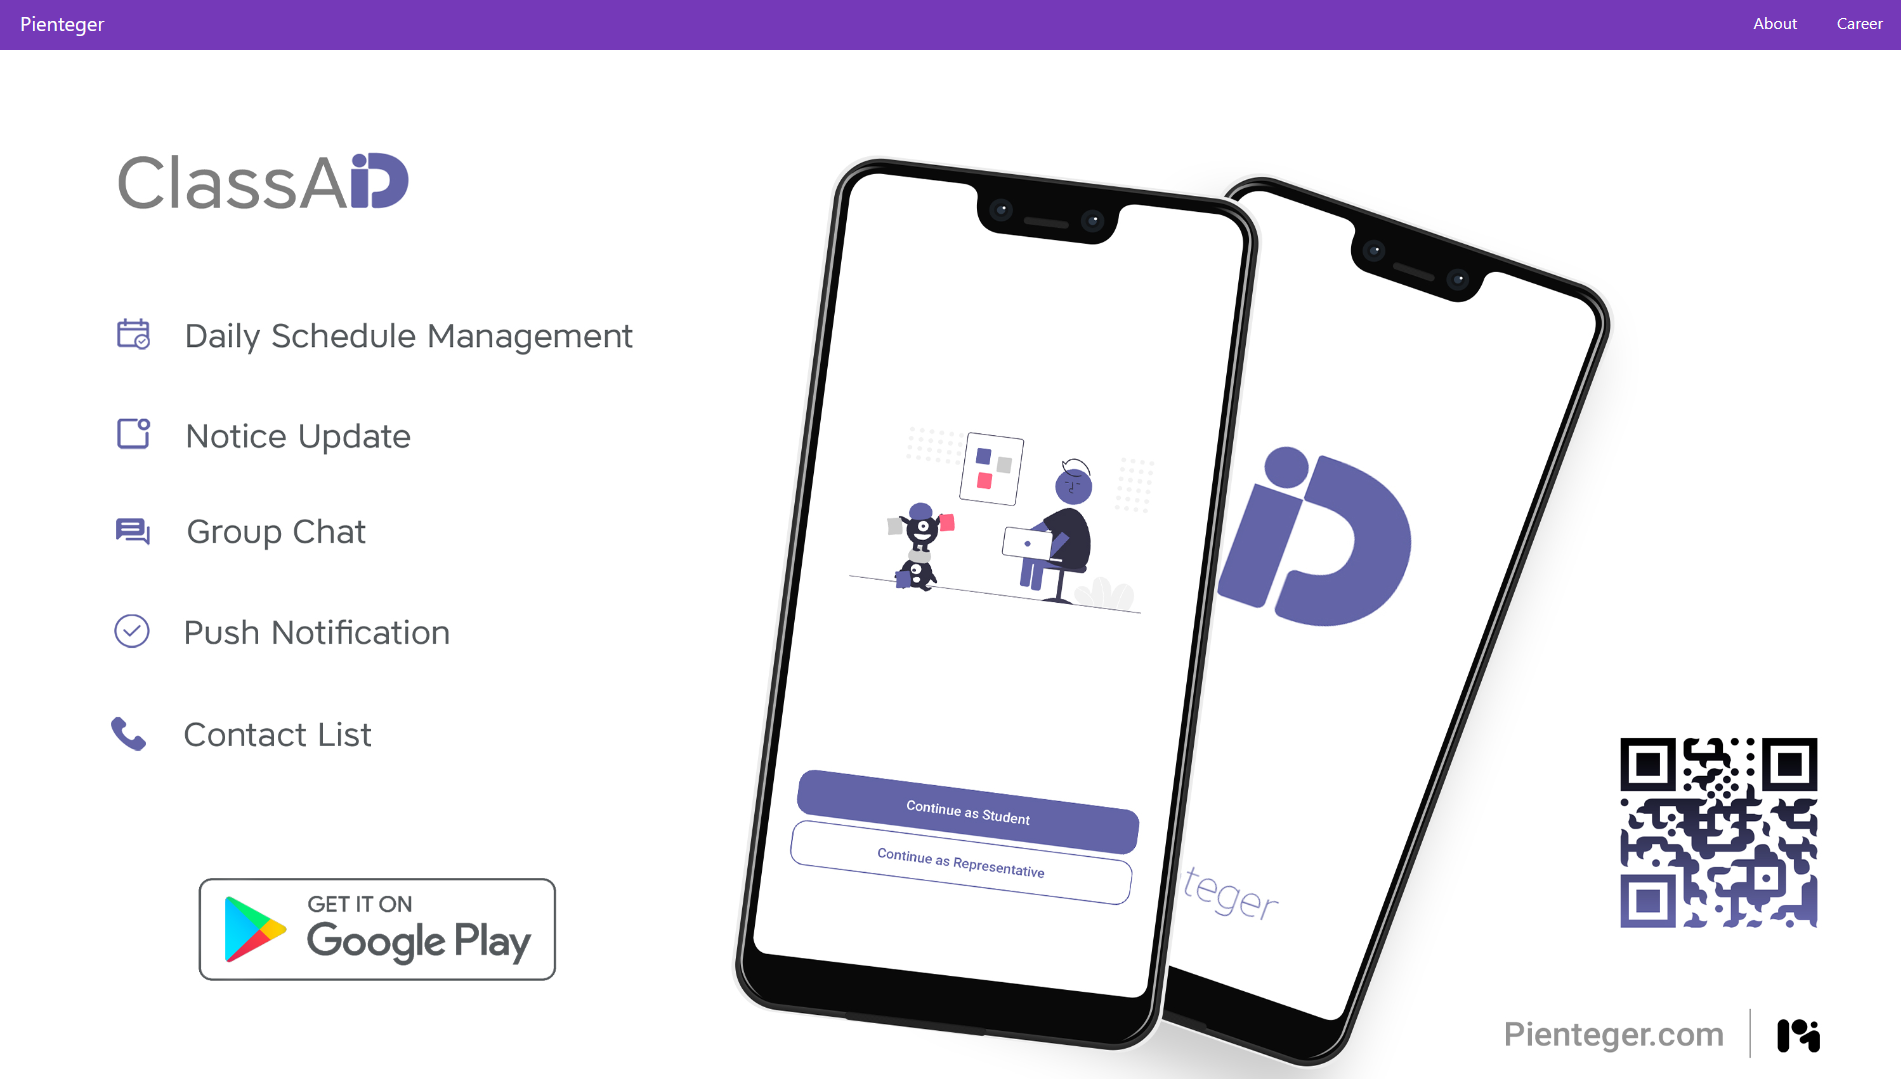 Pienteger
About
Career
ClassAiD
Daily Schedule Management
Notice Update
Group Chat
Push Notification
Contact List
GET IT ON
Google Play
Continue as Student
Continue as Representative
iD
teger
Pienteger.com